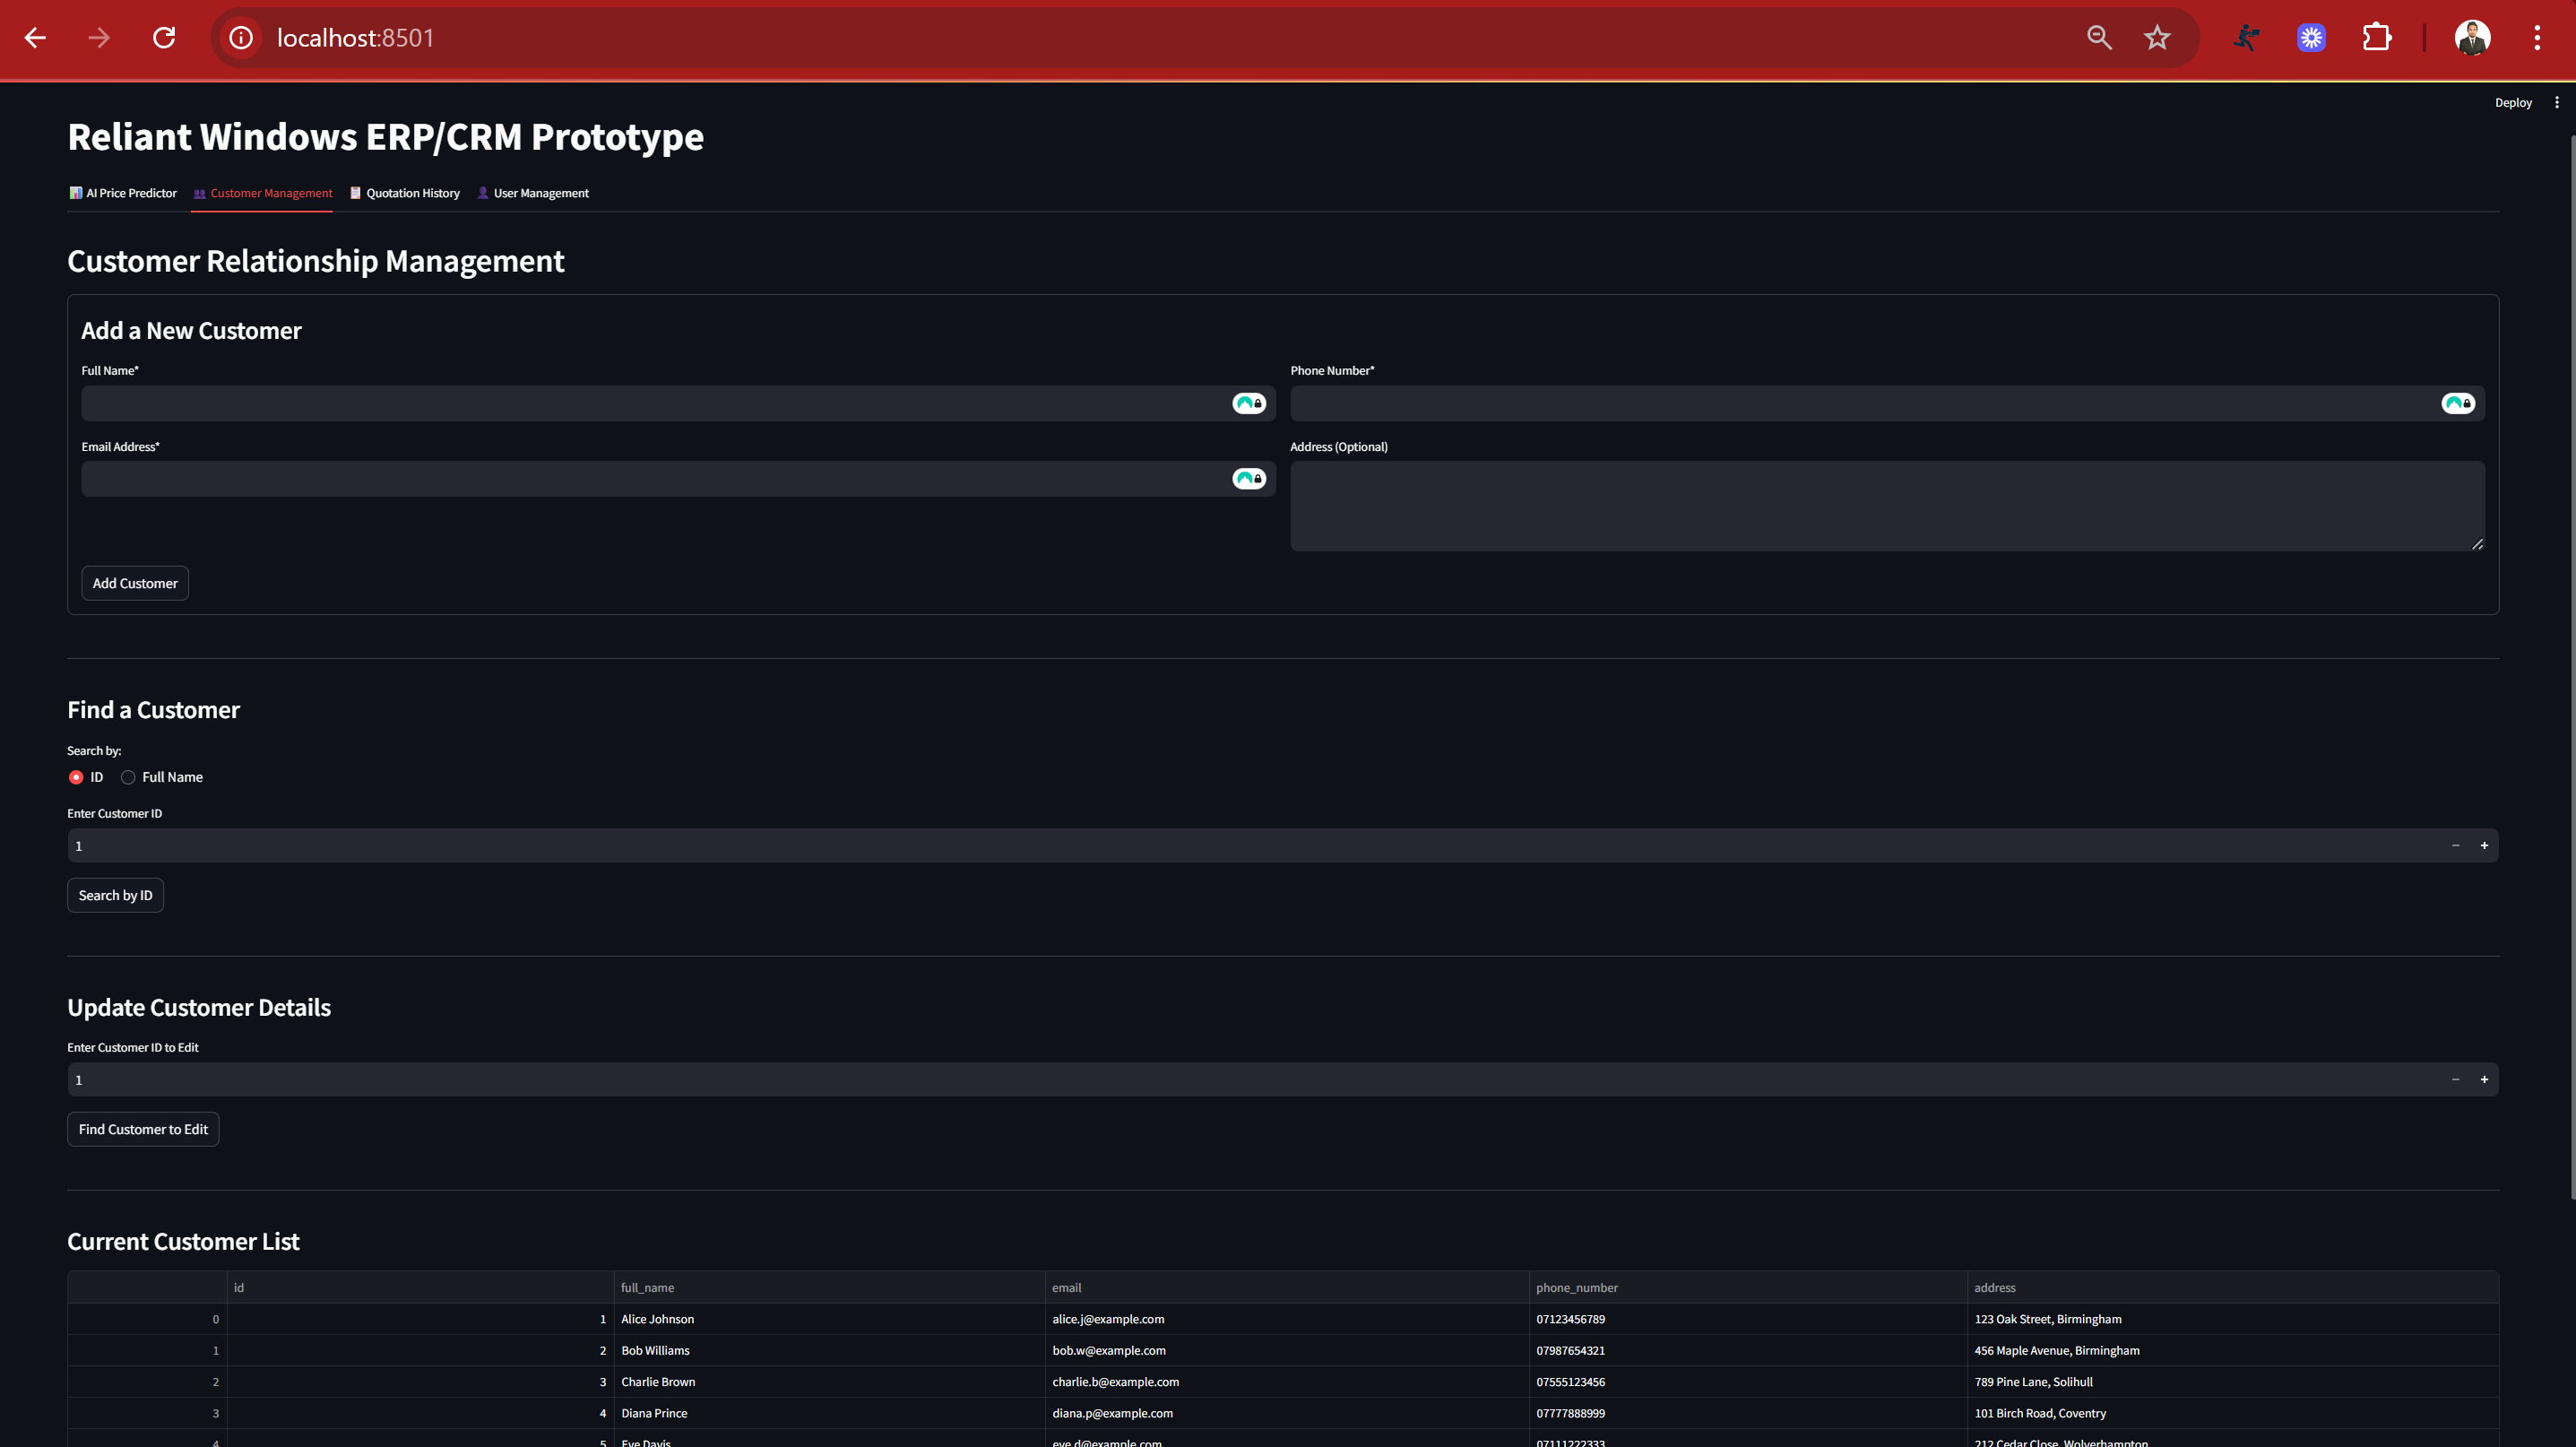 localhost:8501
Deploy
Reliant Windows ERP/CRM Prototype
AI Price Predictor Customer Management Quotation History User Management
Customer Relationship Management
Add a New Customer
Full Name* Phone Number*
Email Address* Address (Optional)
Add Customer
Find a Customer
Search by:
ID Full Name
Enter Customer ID
1
Search by ID
Update Customer Details
Enter Customer ID to Edit
1
Find Customer to Edit
Current Customer List
id full_name email phone_number address
0 1 Alice Johnson alice.j@example.com 07123456789 123 Oak Street, Birmingham
1 2 Bob Williams bob.w@example.com 07987654321 456 Maple Avenue, Birmingham
2 3 Charlie Brown charlie.b@example.com 07555123456 789 Pine Lane, Solihull
3 4 Diana Prince diana.p@example.com 07777888999 101 Birch Road, Coventry
4 5 Eve Davis eve.d@example.com 07111222333 212 Cedar Close, Wolverhampton